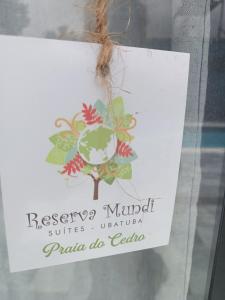 Reserva Mundi
SUÍTES - UBATUBA
Praia do Cedro